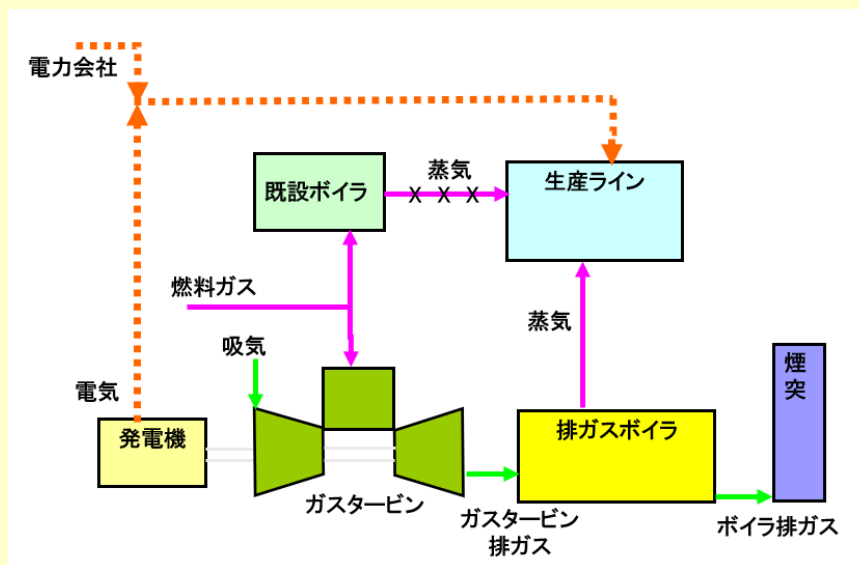 電力会社
蒸気
X X X
既設ボイラ
生産ライン
燃料ガス
蒸気
吸気
煙
突
電気
発電機
排ガスボイラ
ガスタービン
ガスタービン
排ガス
ボイラ排ガス